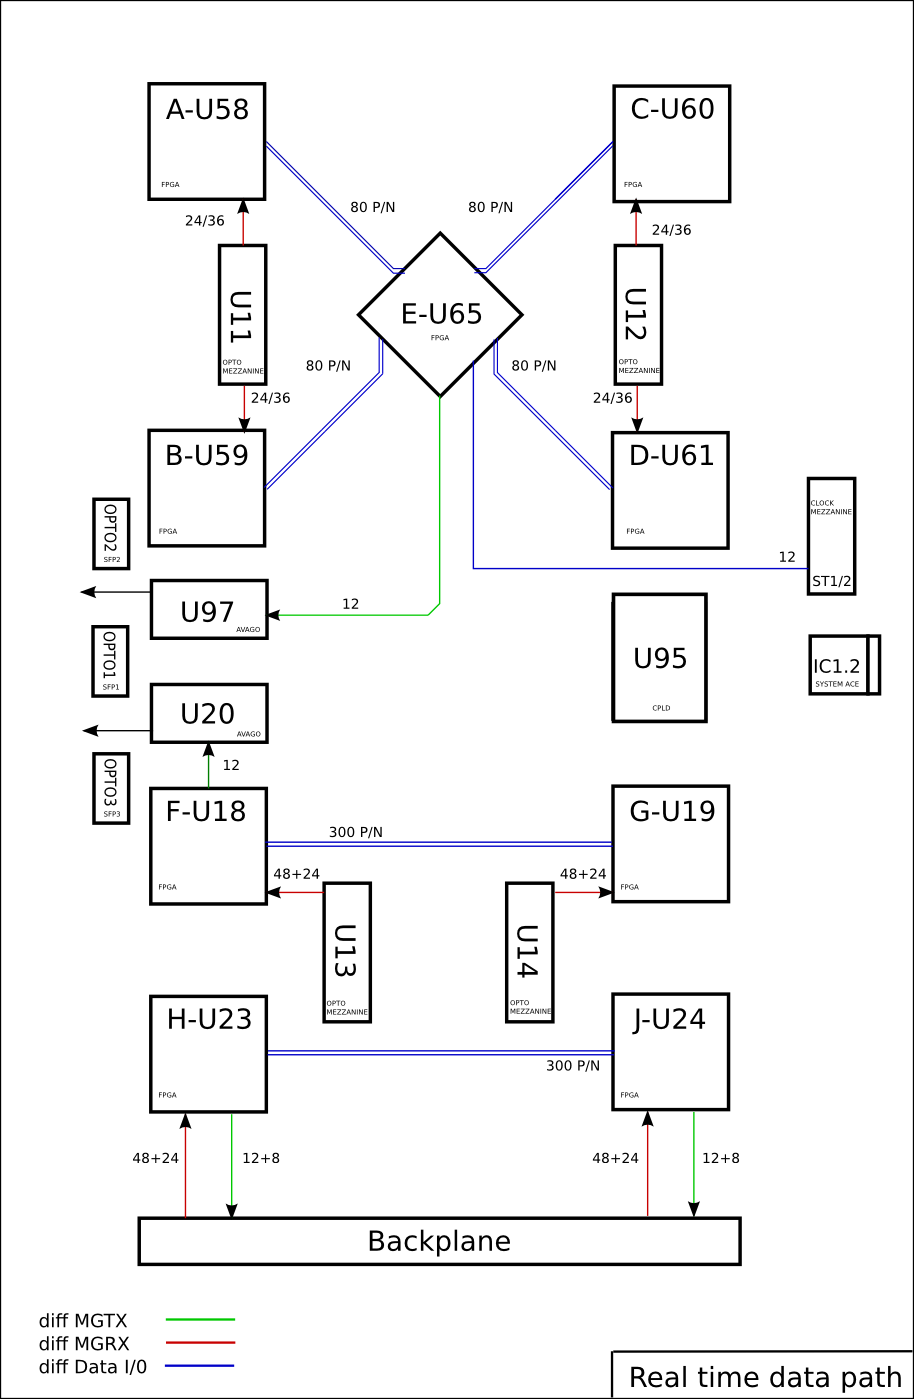 A-U58
FPGA
C-U60
FPGA
80 P/N
80 P/N
24/36
24/36
U11
OPTO
MEZZANINE
E-U65
FPGA
U12
OPTO
MEZZANINE
80 P/N
80 P/N
24/36
24/36
B-U59
FPGA
D-U61
FPGA
CLOCK
MEZZANINE
ST1/2
12
OPTO2
SFP2
U97
AVAGO
12
OPTO1
SFP1
U95
CPLD
IC1.2
SYSTEM ACE
U20
AVAGO
12
OPTO3
SFP3
F-U18
FPGA
300 P/N
G-U19
FPGA
48+24
48+24
U13
OPTO
MEZZANINE
U14
OPTO
MEZZANINE
H-U23
FPGA
J-U24
FPGA
300 P/N
48+24
12+8
48+24
12+8
Backplane
diff MGTX
diff MGRX
diff Data I/0
Real time data path